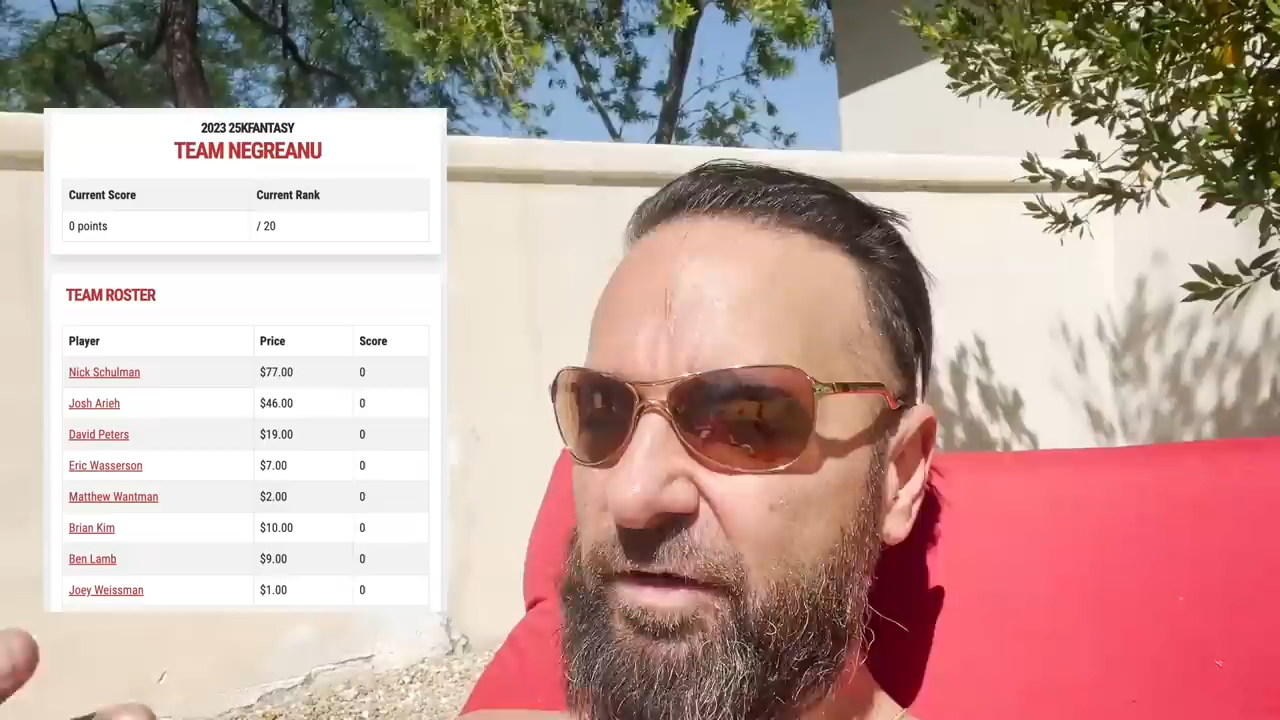 2023 25KFANTASY
TEAM NEGREANU
Current Score Current Rank
0 points / 20
TEAM ROSTER
Player Price Score
Nick Schulman $77.00 0
Josh Arieh $46.00 0
David Peters $19.00 0
Eric Wasserson $7.00 0
Matthew Wantman $2.00 0
Brian Kim $10.00 0
Ben Lamb $9.00 0
Joey Weissman $1.00 0